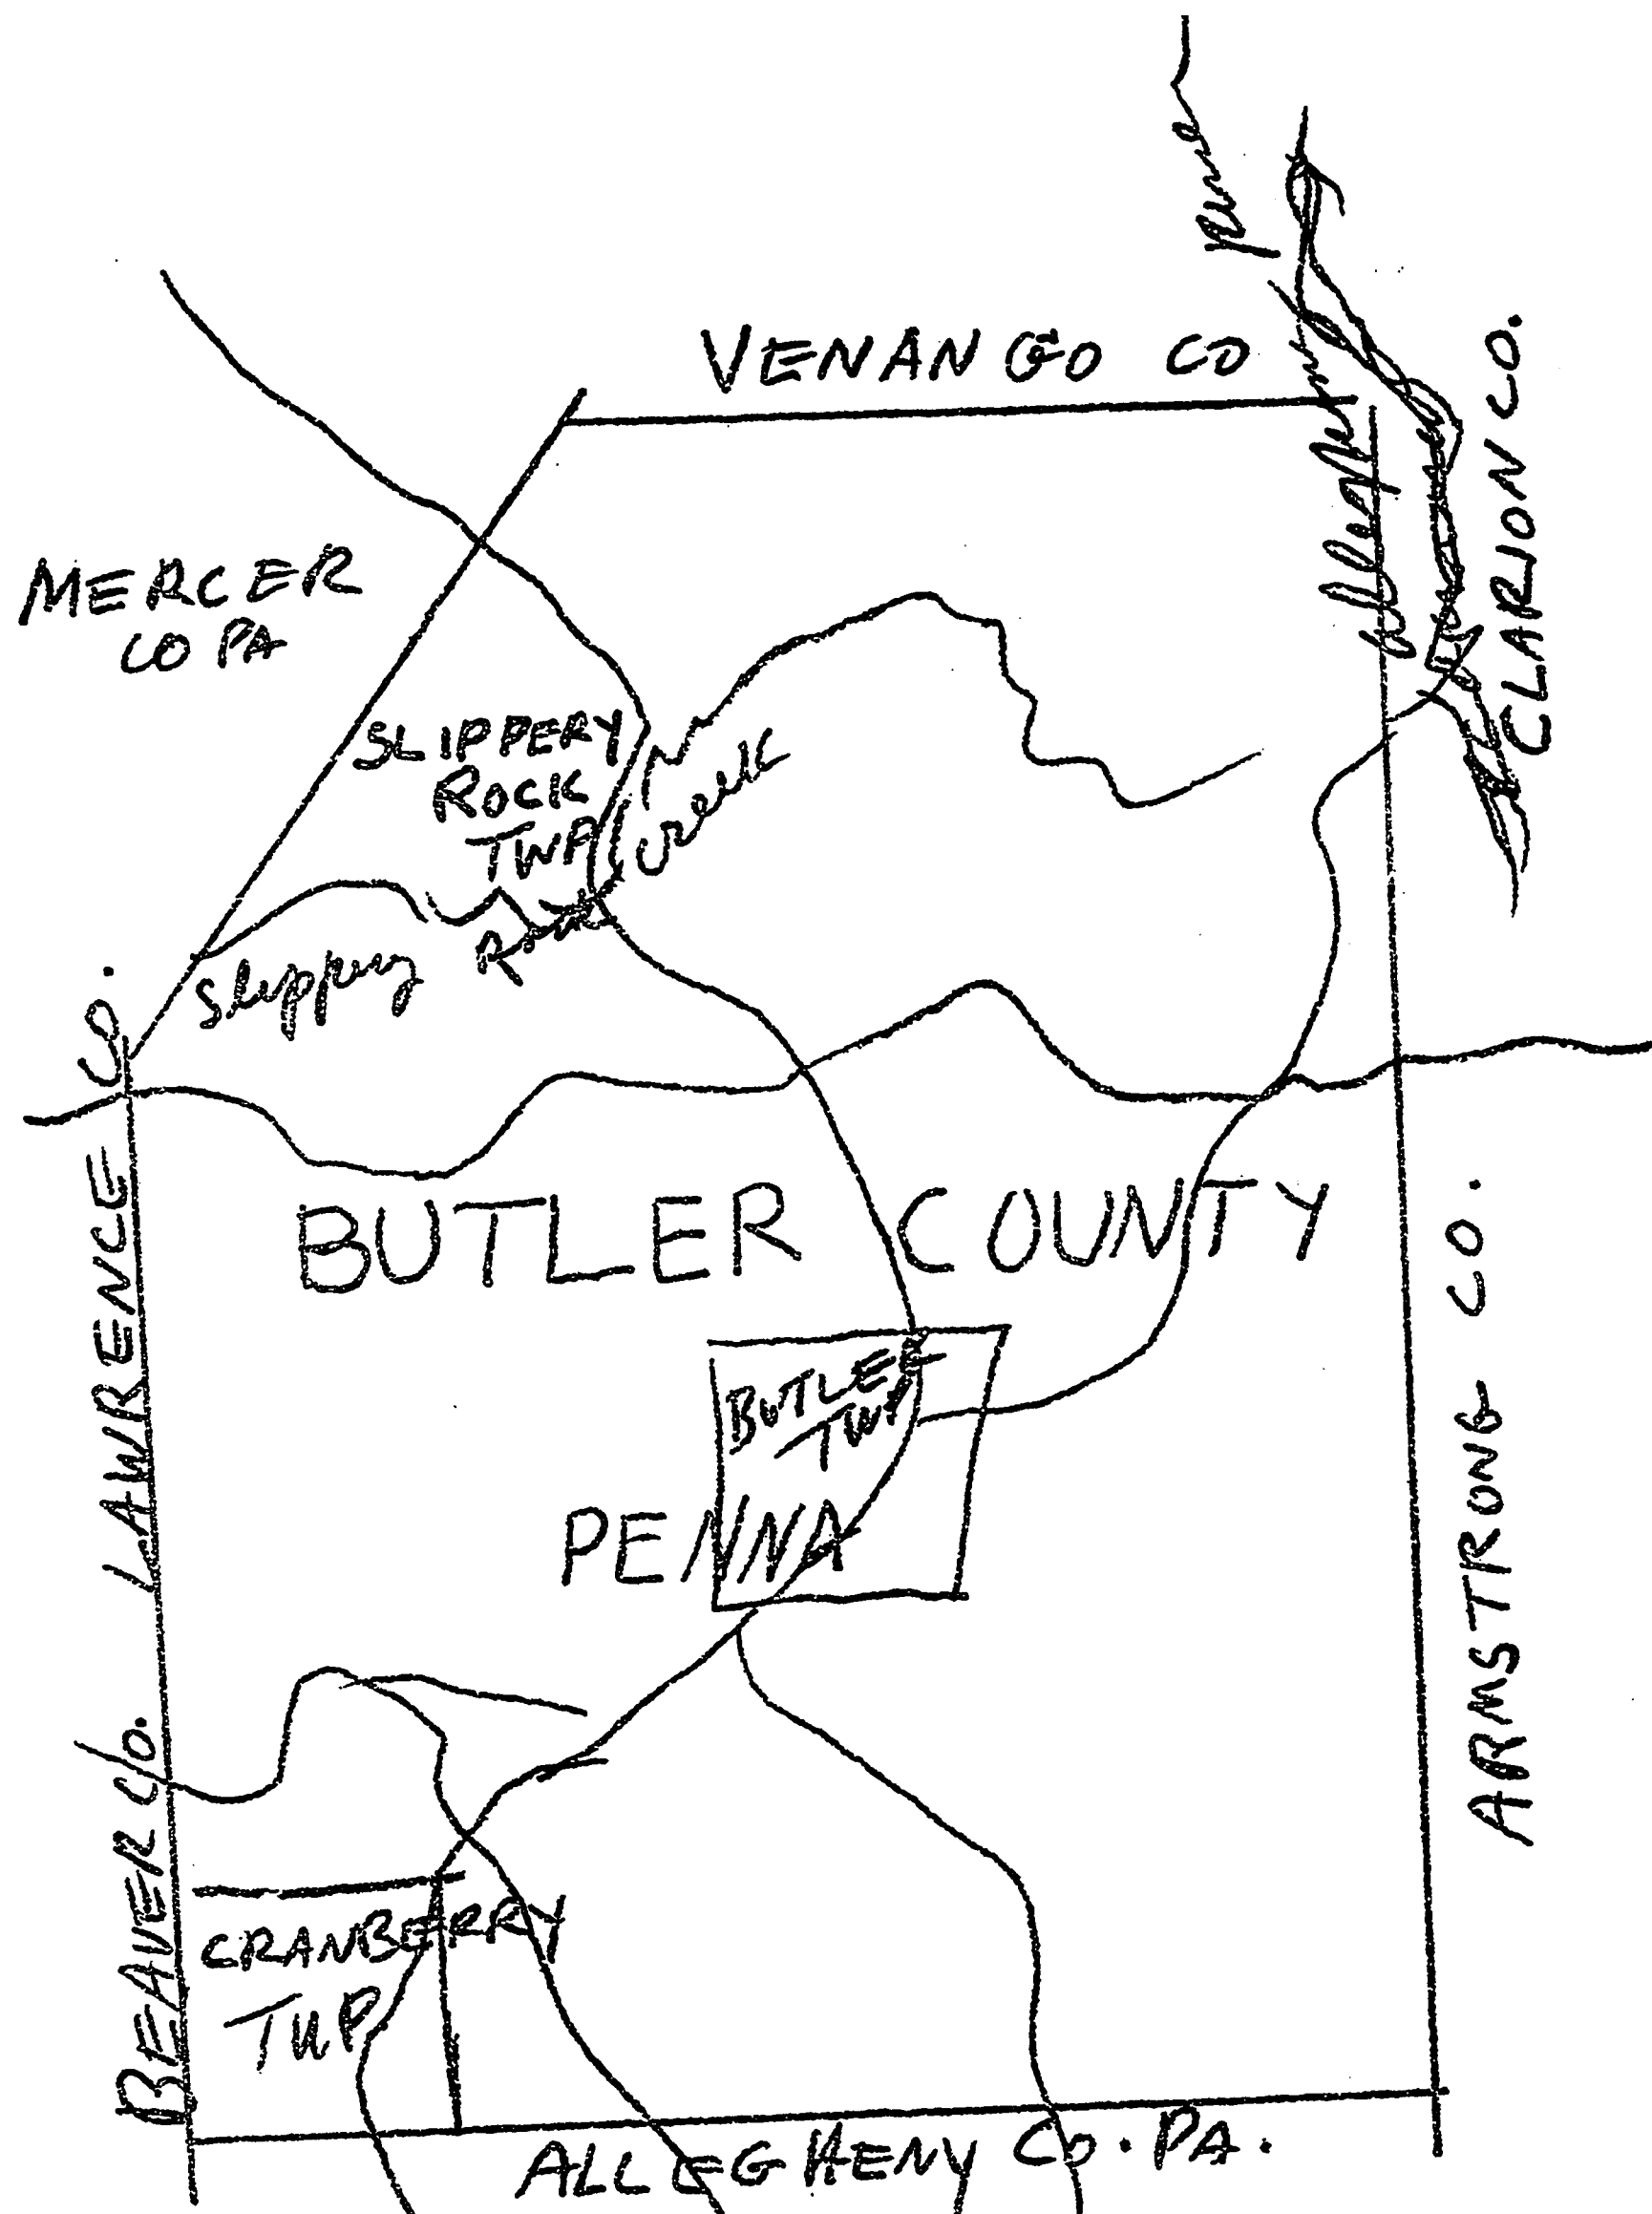 VENANGO CO
River
Allegheny
CLARION CO.
MERCER
CO PA
SLIPPERY
ROCK
TWP
Creek
Slippery Rock
LAWRENCE CO.
BUTLER COUNTY
PENNA
BUTLER
TWP
ARMSTRONG CO.
BEAVER CO.
CRANBERRY
TWP
ALLEGHENY CO. PA.